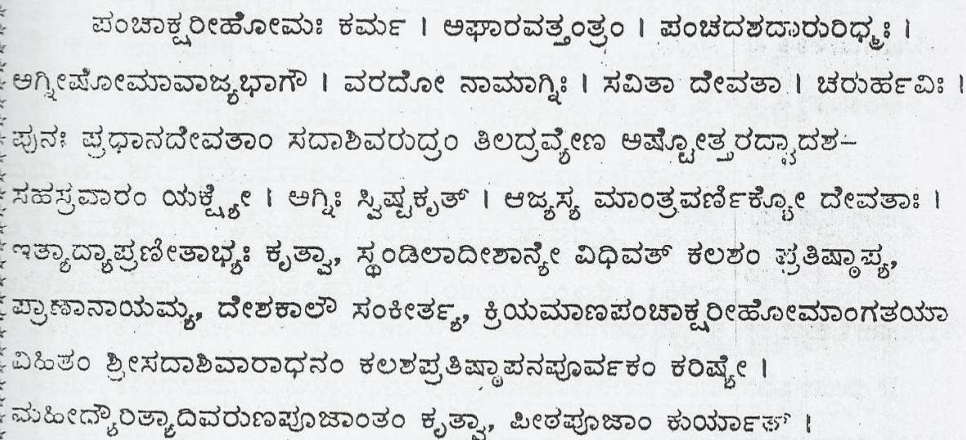 ಪಂಚಾಕ್ಷರೀಹೋಮಃ ಕರ್ಮ । ಅಘಾರವತ್ತಂತ್ರಂ । ಪಂಚದಶದಾರುರಿಧ್ಮಃ ।
ಅಗ್ನೀಷೋಮಾವಾಜ್ಯಭಾಗೌ । ವರದೋ ನಾಮಾಗ್ನಿಃ । ಸವಿತಾ ದೇವತಾ । ಚರುರ್ಹವಿಃ ।
ಪುನಃ ಪ್ರಧಾನದೇವತಾಂ ಸದಾಶಿವರುದ್ರಂ ತಿಲದ್ರವ್ಯೇಣ ಅಷ್ಟೋತ್ತರದ್ವಾದಶ–
ಸಹಸ್ರವಾರಂ ಯಕ್ಷ್ಯೇ । ಅಗ್ನಿಃ ಸ್ವಿಷ್ಟಕೃತ್ । ಆಜ್ಯಸ್ಯ ಮಾಂತ್ರವರ್ಣಿಕ್ಯೋ ದೇವತಾಃ ।
ಇತ್ಯಾದ್ಯಾಪ್ರಣೀತಾಭ್ಯಃ ಕೃತ್ವಾ, ಸ್ಥಂಡಿಲಾದೀಶಾನ್ಯೇ ವಿಧಿವತ್ ಕಲಶಂ ಪ್ರತಿಷ್ಠಾಪ್ಯ,
ಪ್ರಾಣಾನಾಯಮ್ಯ, ದೇಶಕಾಲೌ ಸಂಕೀರ್ತ್ಯ, ಕ್ರಿಯಮಾಣಪಂಚಾಕ್ಷರೀಹೋಮಾಂಗತಯಾ
ವಿಹಿತಂ ಶ್ರೀಸದಾಶಿವಾರಾಧನಂ ಕಲಶಪ್ರತಿಷ್ಠಾಪನಪೂರ್ವಕಂ ಕರಿಷ್ಯೇ ।
ಮಹೀದ್ಯೌರಿತ್ಯಾದಿವರುಣಪೂಜಾಂತಂ ಕೃತ್ವಾ, ಪೀಠಪೂಜಾಂ ಕುರ್ಯಾತ್ ।